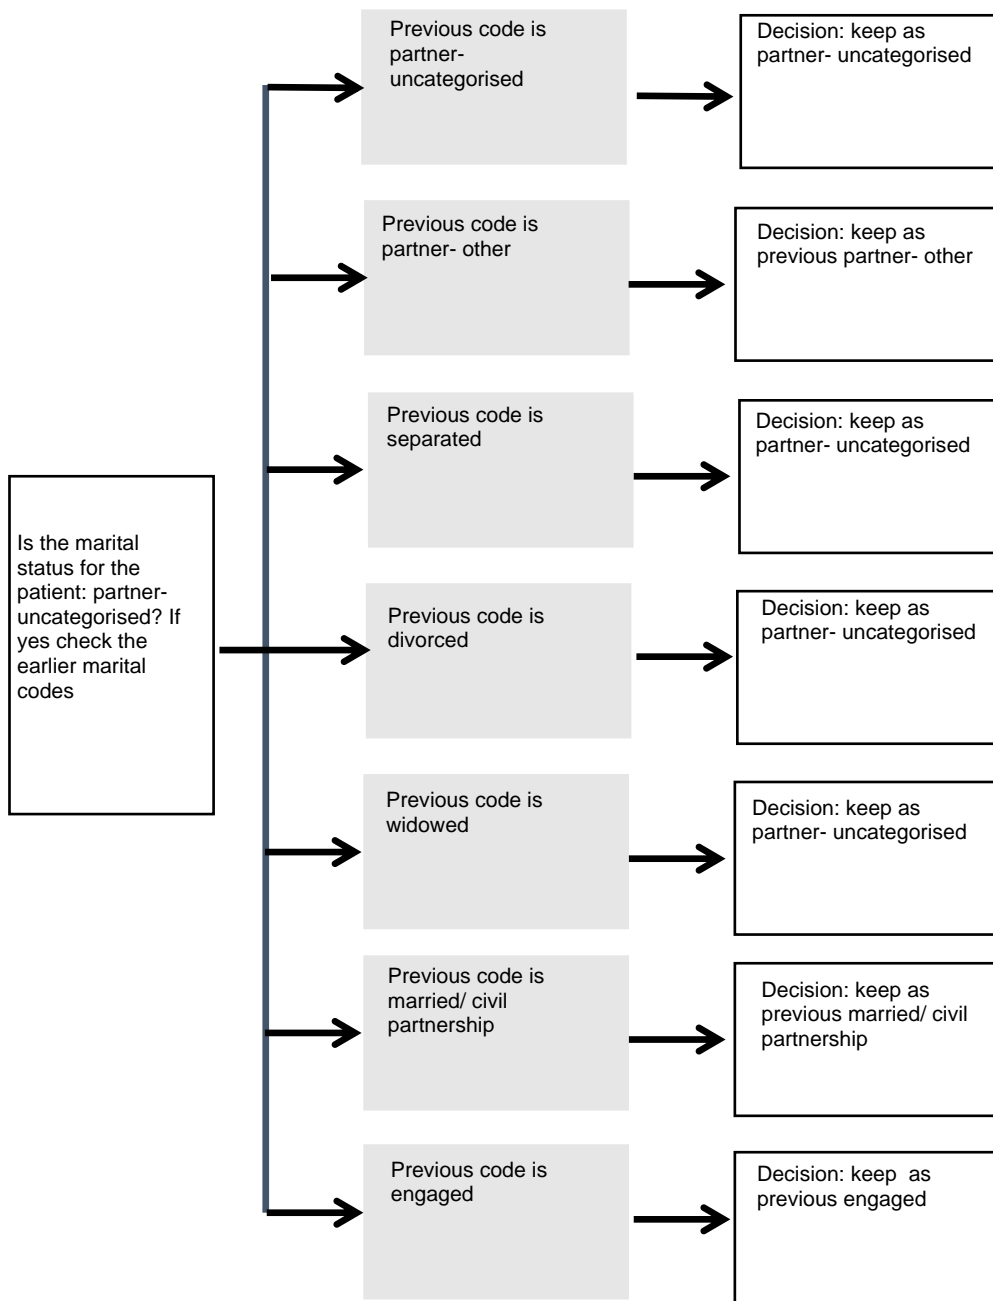 Is the marital
status for the
patient: partner-
uncategorised? If
yes check the
earlier marital
codes
Previous code is
partner-
uncategorised
Decision: keep as
partner- uncategorised
Previous code is
partner- other
Decision: keep as
previous partner- other
Previous code is
separated
Decision: keep as
partner- uncategorised
Previous code is
divorced
Decision: keep as
partner- uncategorised
Previous code is
widowed
Decision: keep as
partner- uncategorised
Previous code is
married/ civil
partnership
Decision: keep as
previous married/ civil
partnership
Previous code is
engaged
Decision: keep  as
previous engaged